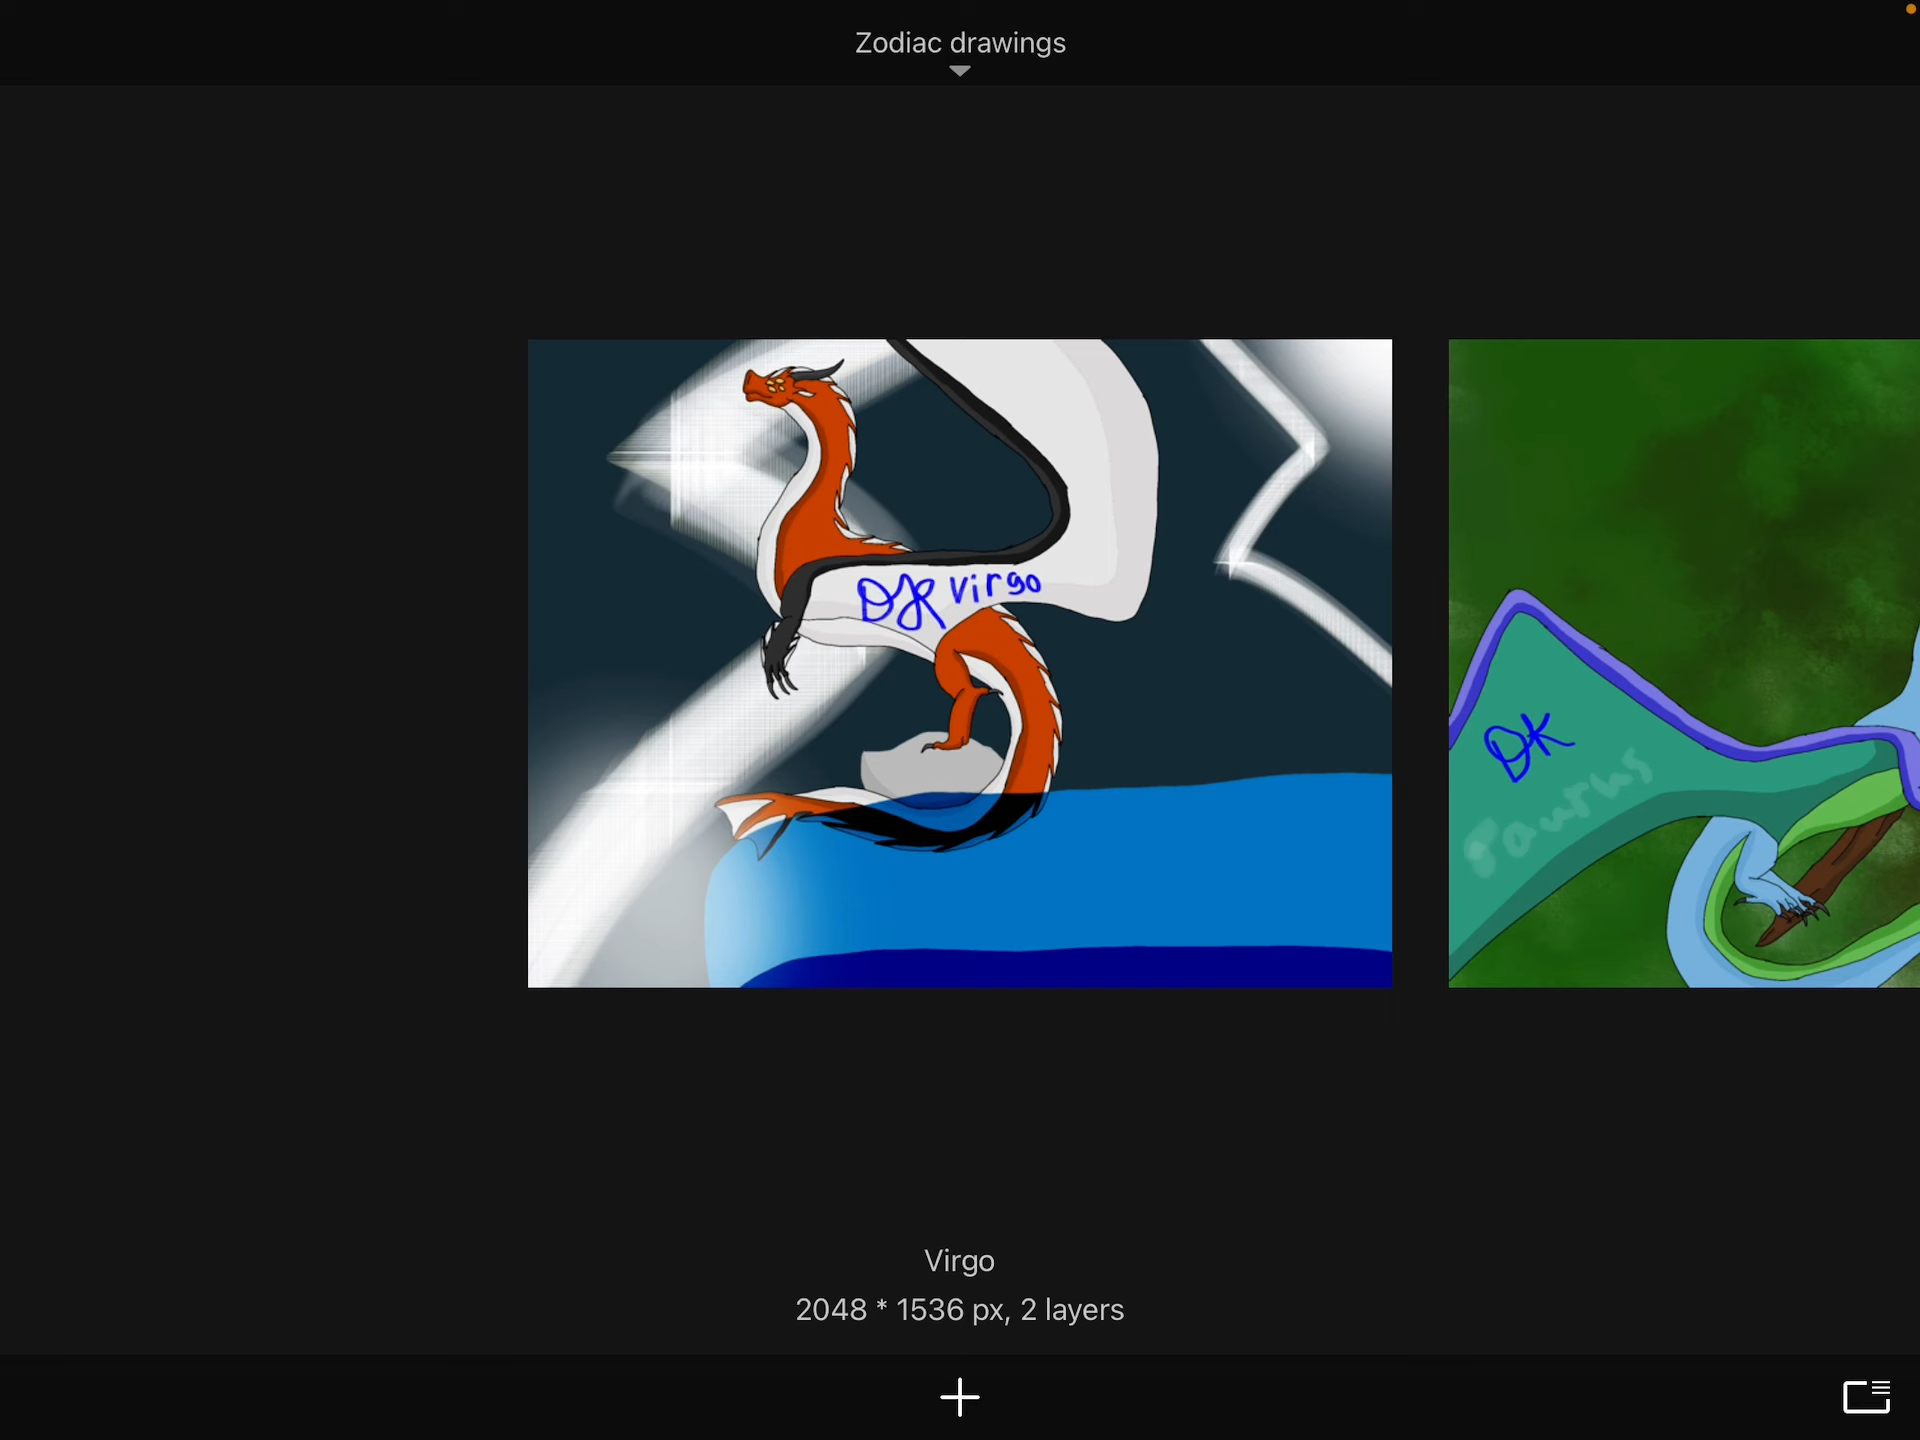 Zodiac drawings
DK Virgo
DK
Taurus
Virgo
2048 * 1536 px, 2 layers